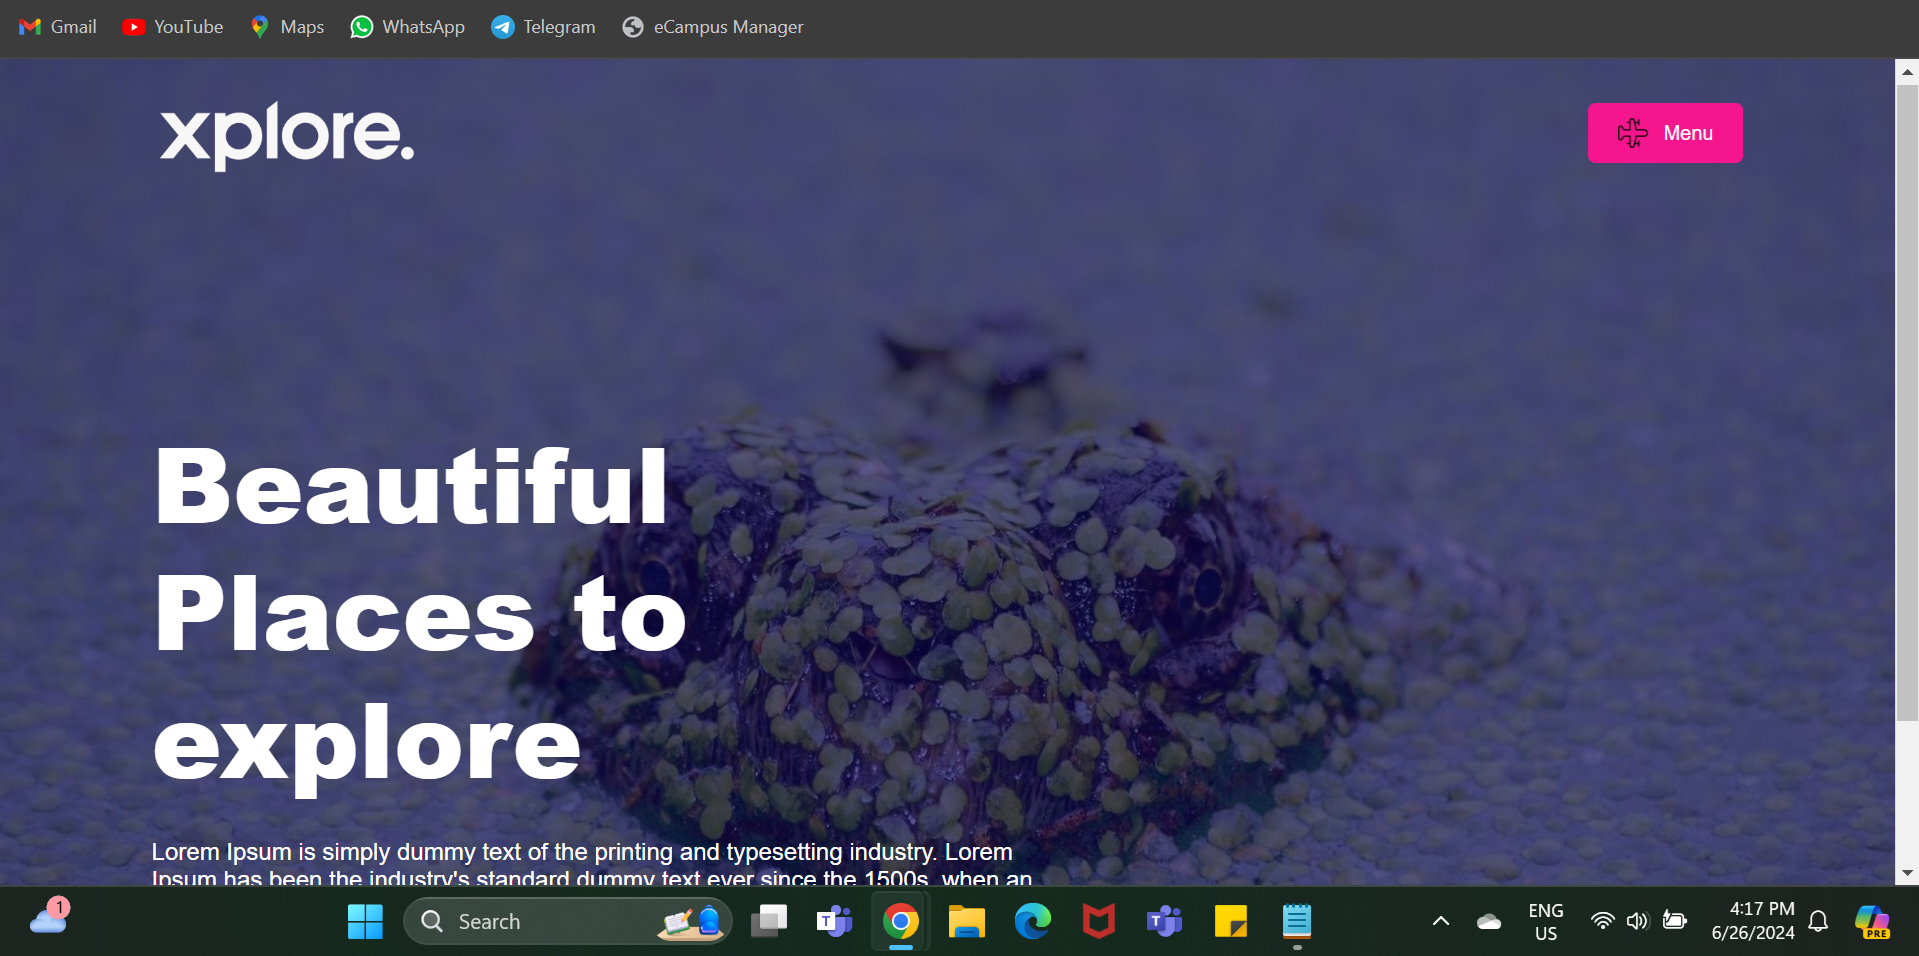 Gmail YouTube Maps WhatsApp Telegram eCampus Manager
xplore.
Menu
Beautiful
Places to
explore
Lorem Ipsum is simply dummy text of the printing and typesetting industry. Lorem
Ipsum has been the industry's standard dummy text ever since the 1500s, when an
1
Search
T
T
ENG
US
4:17 PM
6/26/2024
PRE